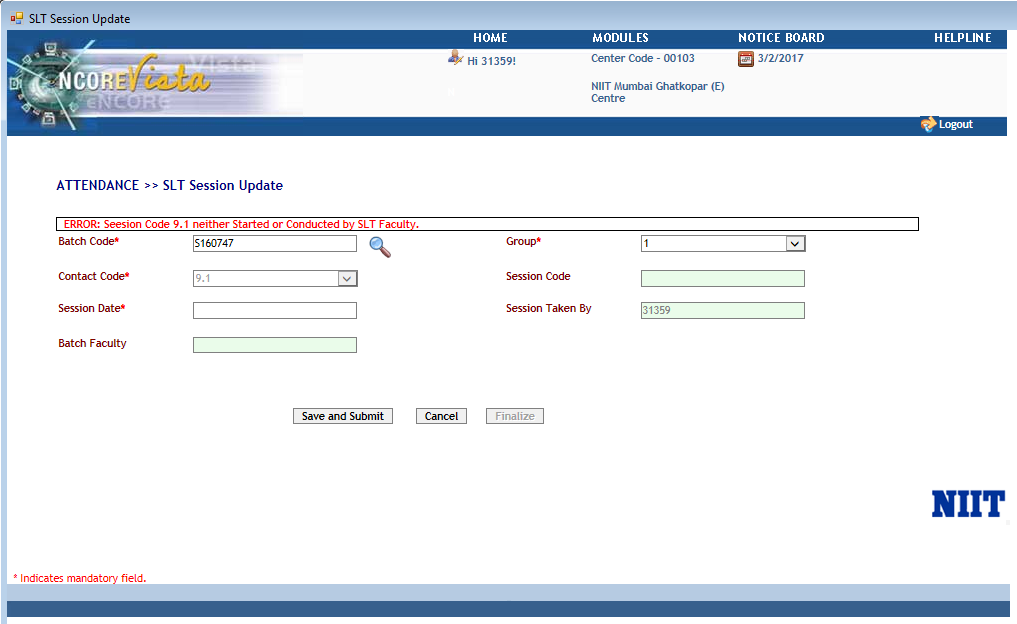 SLT Session Update
HOME MODULES NOTICE BOARD HELPLINE
NCOREVista
Vista
eNCORE
Hi 31359!
Center Code - 00103
3/2/2017
NIIT Mumbai Ghatkopar (E)
Centre
Logout
ATTENDANCE >> SLT Session Update
ERROR: Seesion Code 9.1 neither Started or Conducted by SLT Faculty.
Batch Code* S160747 Group* 1
Contact Code* 9.1 Session Code
Session Date* Session Taken By 31359
Batch Faculty
Save and Submit Cancel Finalize
NIIT
* Indicates mandatory field.